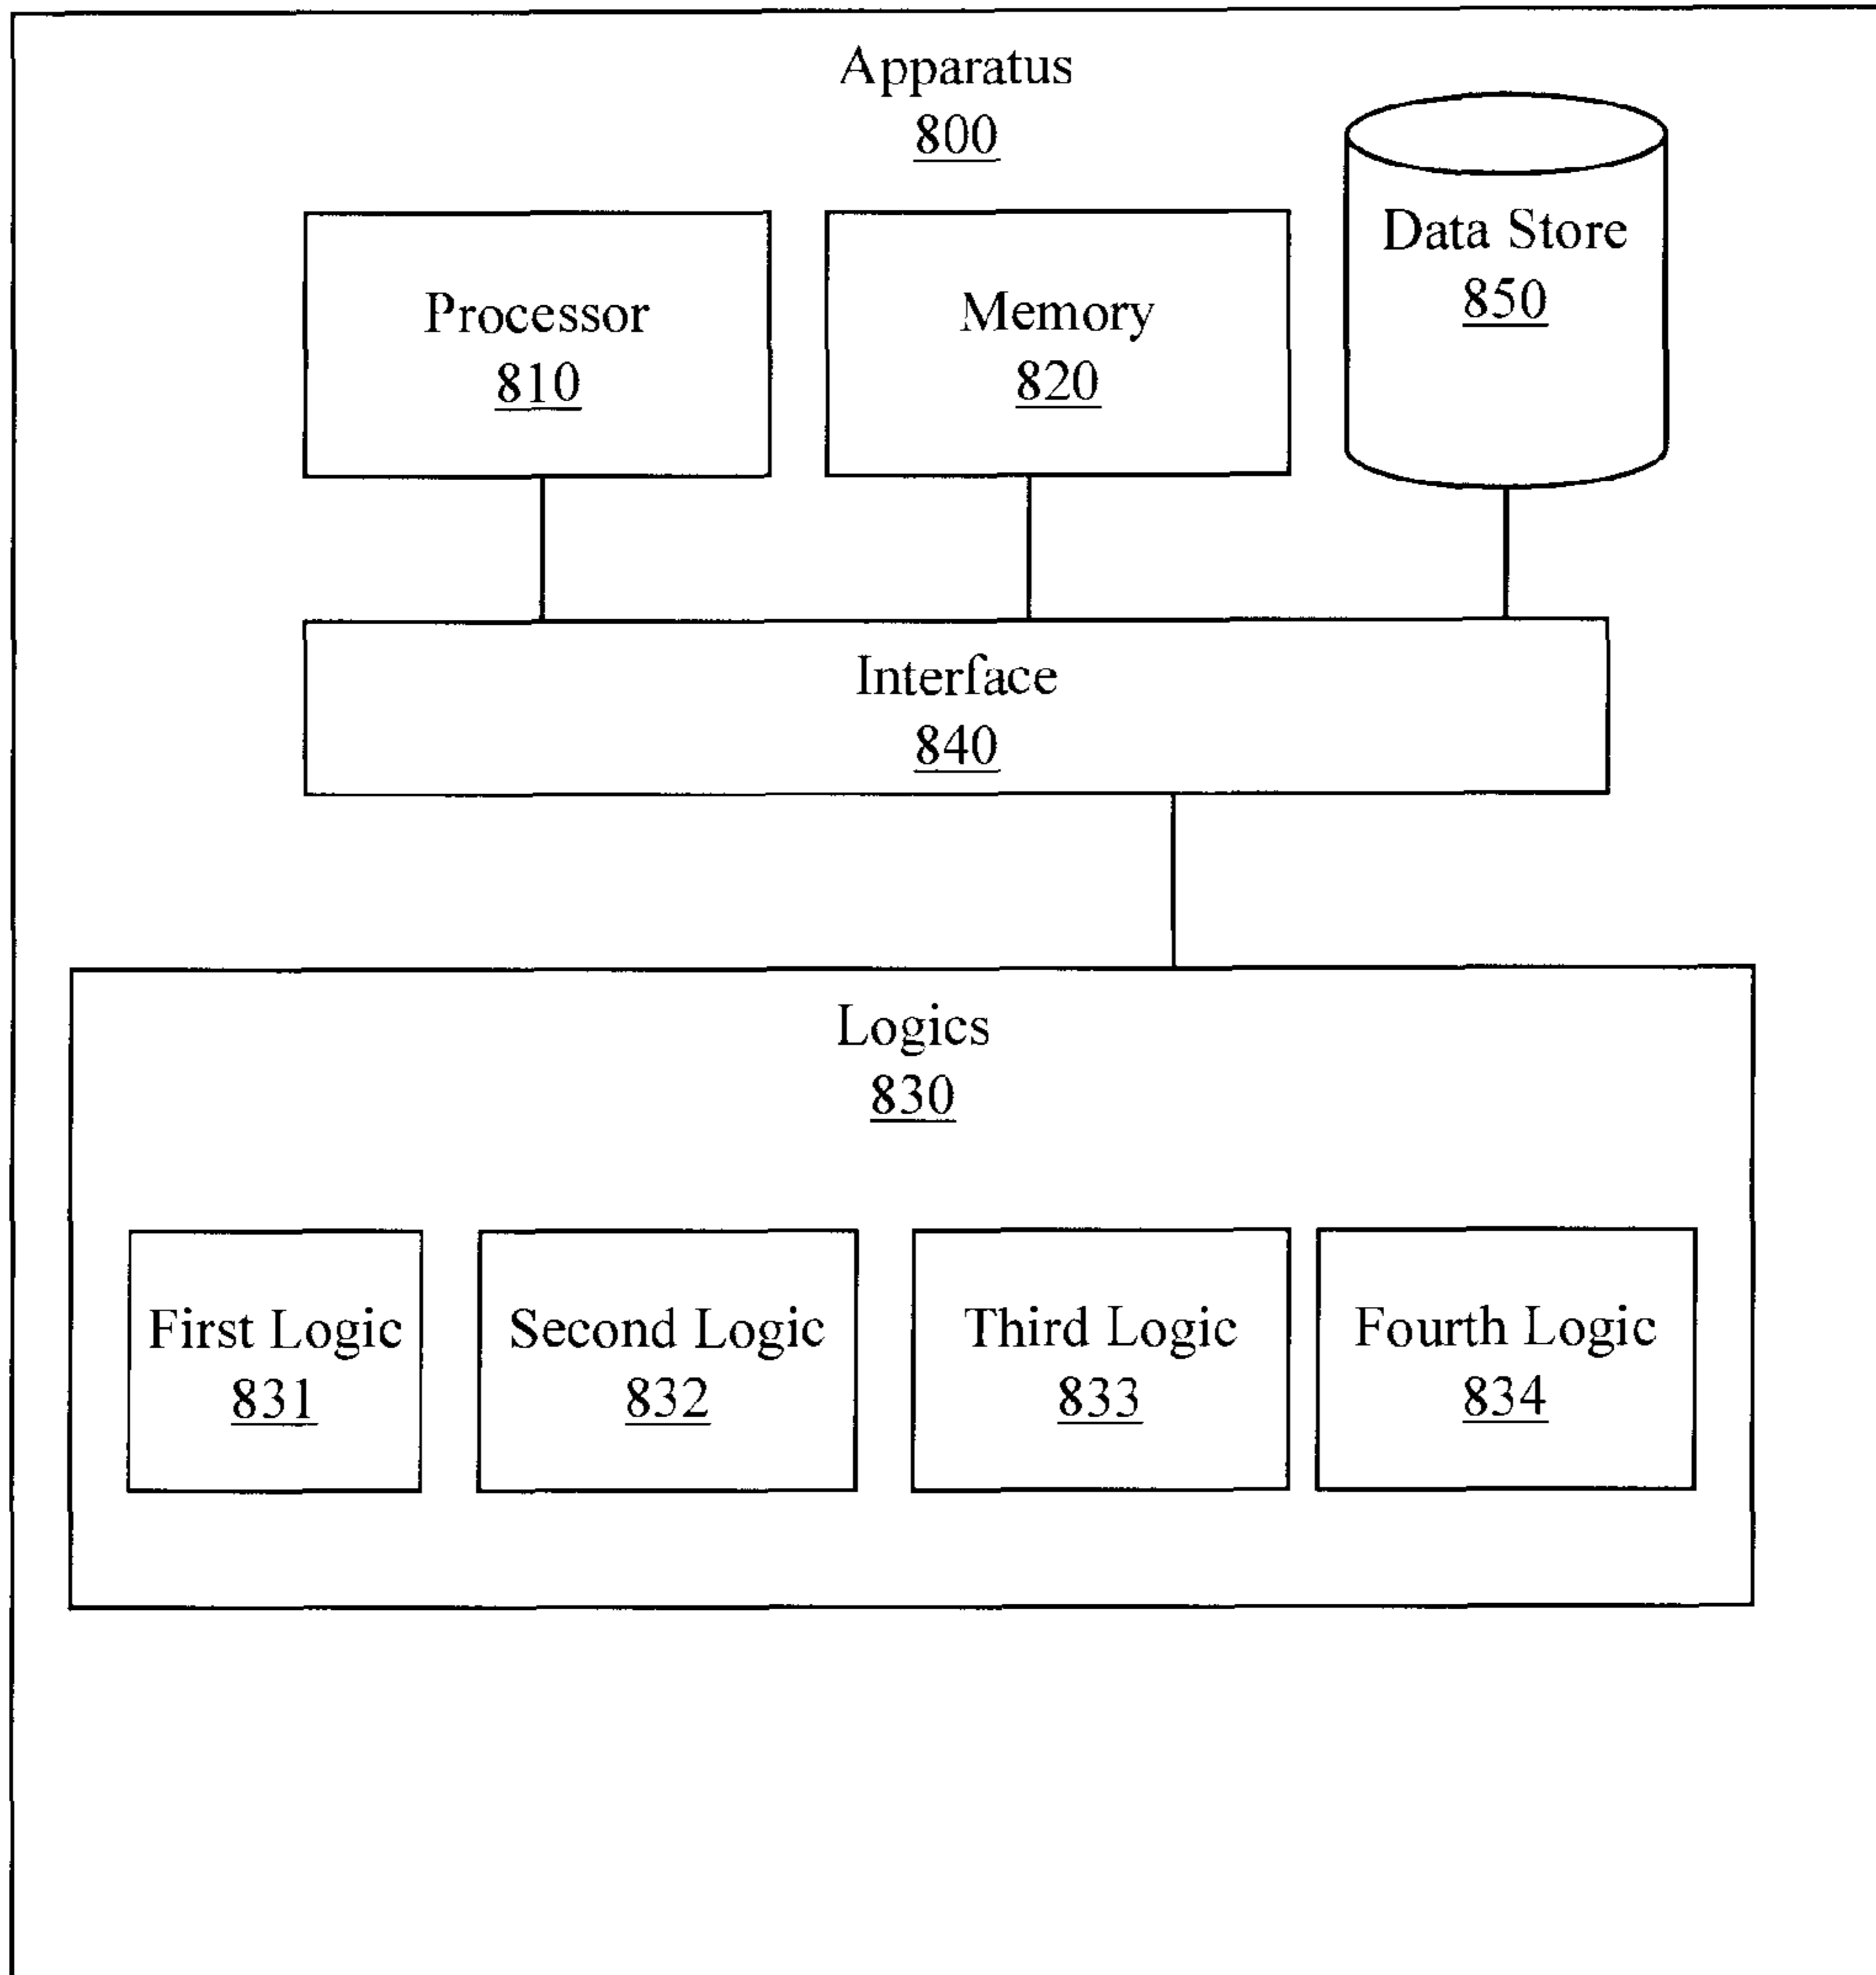 Apparatus
800
Processor
810
Memory
820
Data Store
850
Interface
840
Logics
830
First Logic
831
Second Logic
832
Third Logic
833
Fourth Logic
834